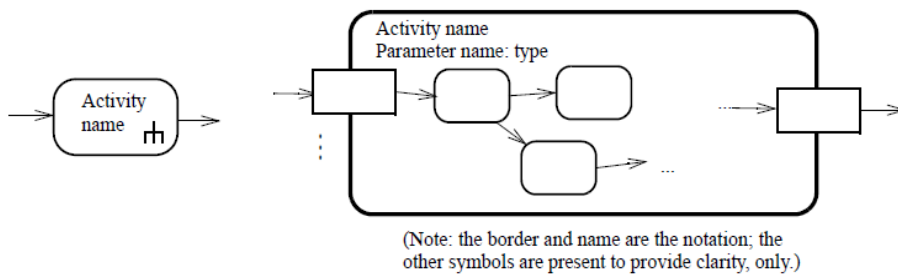 Activity
name
Activity name
Parameter name: type
...
...
(Note: the border and name are the notation; the
other symbols are present to provide clarity, only.)